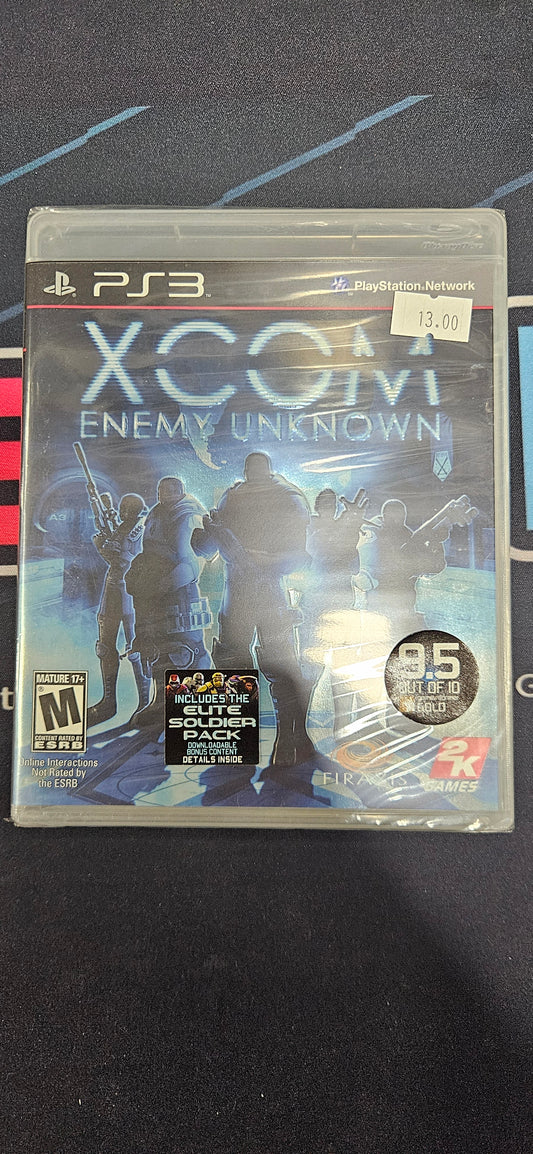 PS3
PlayStation Network
13.00
XCOM
ENEMY UNKNOWN
A3
MATURE 17+
M
CONTENT RATED BY
ESRB
Online Interactions
Not Rated by
the ESRB
INCLUDES THE
ELITE
SOLDIER
PACK
DOWNLOADABLE
BONUS CONTENT
DETAILS INSIDE
9.5
OUT OF 10
GOLD
FIRAXIS
2K
GAMES